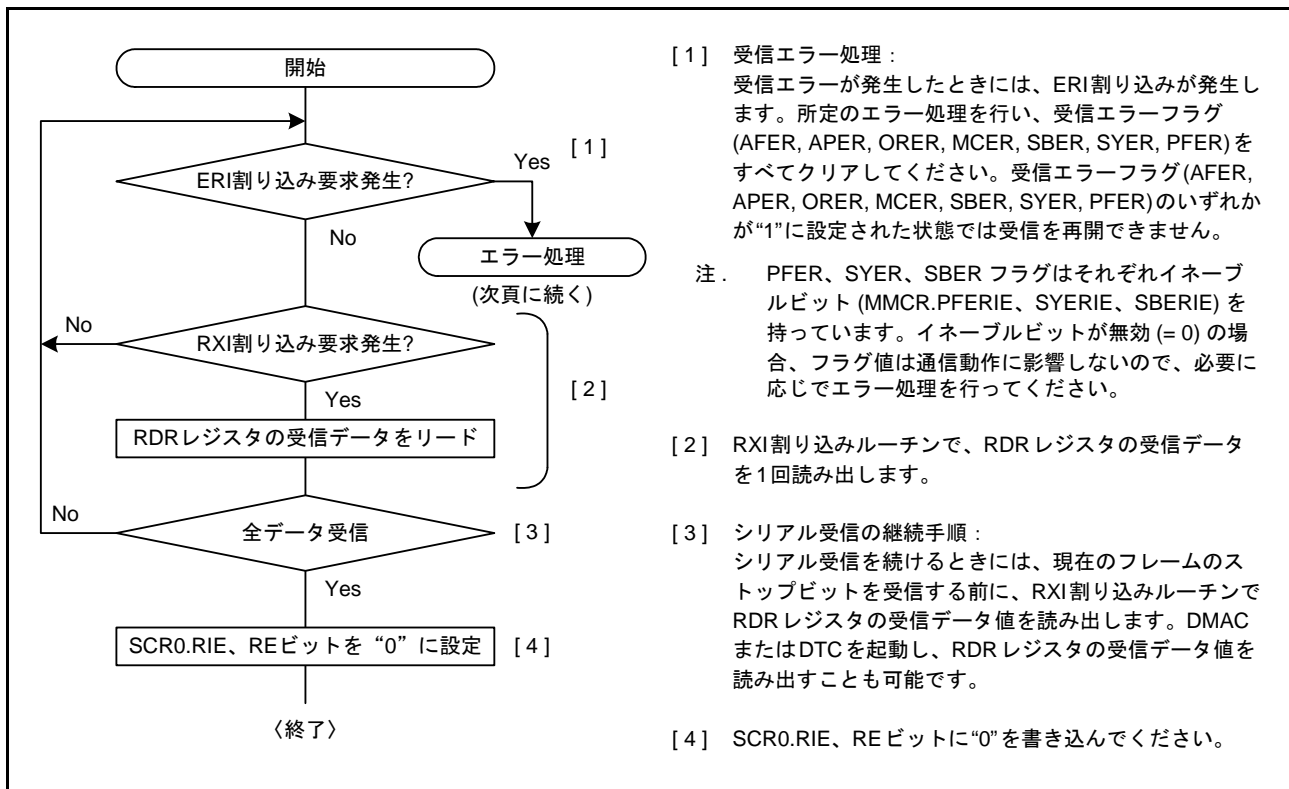 開始
ERI割り込み要求発生?
Yes
[ 1 ]
No
エラー処理
(次頁に続く)
No
RXI割り込み要求発生?
[ 2 ]
Yes
RDRレジスタの受信データをリード
No
全データ受信
[ 3 ]
Yes
SCR0.RIE、REビットを “0” に設定
[ 4 ]
〈終了〉
[ 1 ] 受信エラー処理 :
受信エラーが発生したときには、ERI割り込みが発生し
ます。所定のエラー処理を行い、受信エラーフラグ
(AFER, APER, ORER, MCER, SBER, SYER, PFER)を
すべてクリアしてください。受信エラーフラグ(AFER,
APER, ORER, MCER, SBER, SYER, PFER)のいずれか
が“1”に設定された状態では受信を再開できません。
注 . PFER、SYER、SBER フラグはそれぞれイネーブ
ルビット (MMCR.PFERIE、SYERIE、SBERIE) を
持っています。イネーブルビットが無効 (= 0) の場
合、フラグ値は通信動作に影響しないので、必要に
応じでエラー処理を行ってください。
[ 2 ] RXI割り込みルーチンで、RDRレジスタの受信データ
を1回読み出します。
[ 3 ] シリアル受信の継続手順 :
シリアル受信を続けるときには、現在のフレームのス
トップビットを受信する前に、RXI割り込みルーチンで
RDRレジスタの受信データ値を読み出します。DMAC
またはDTCを起動し、RDRレジスタの受信データ値を
読み出すことも可能です。
[ 4 ] SCR0.RIE、REビットに“0”を書き込んでください。